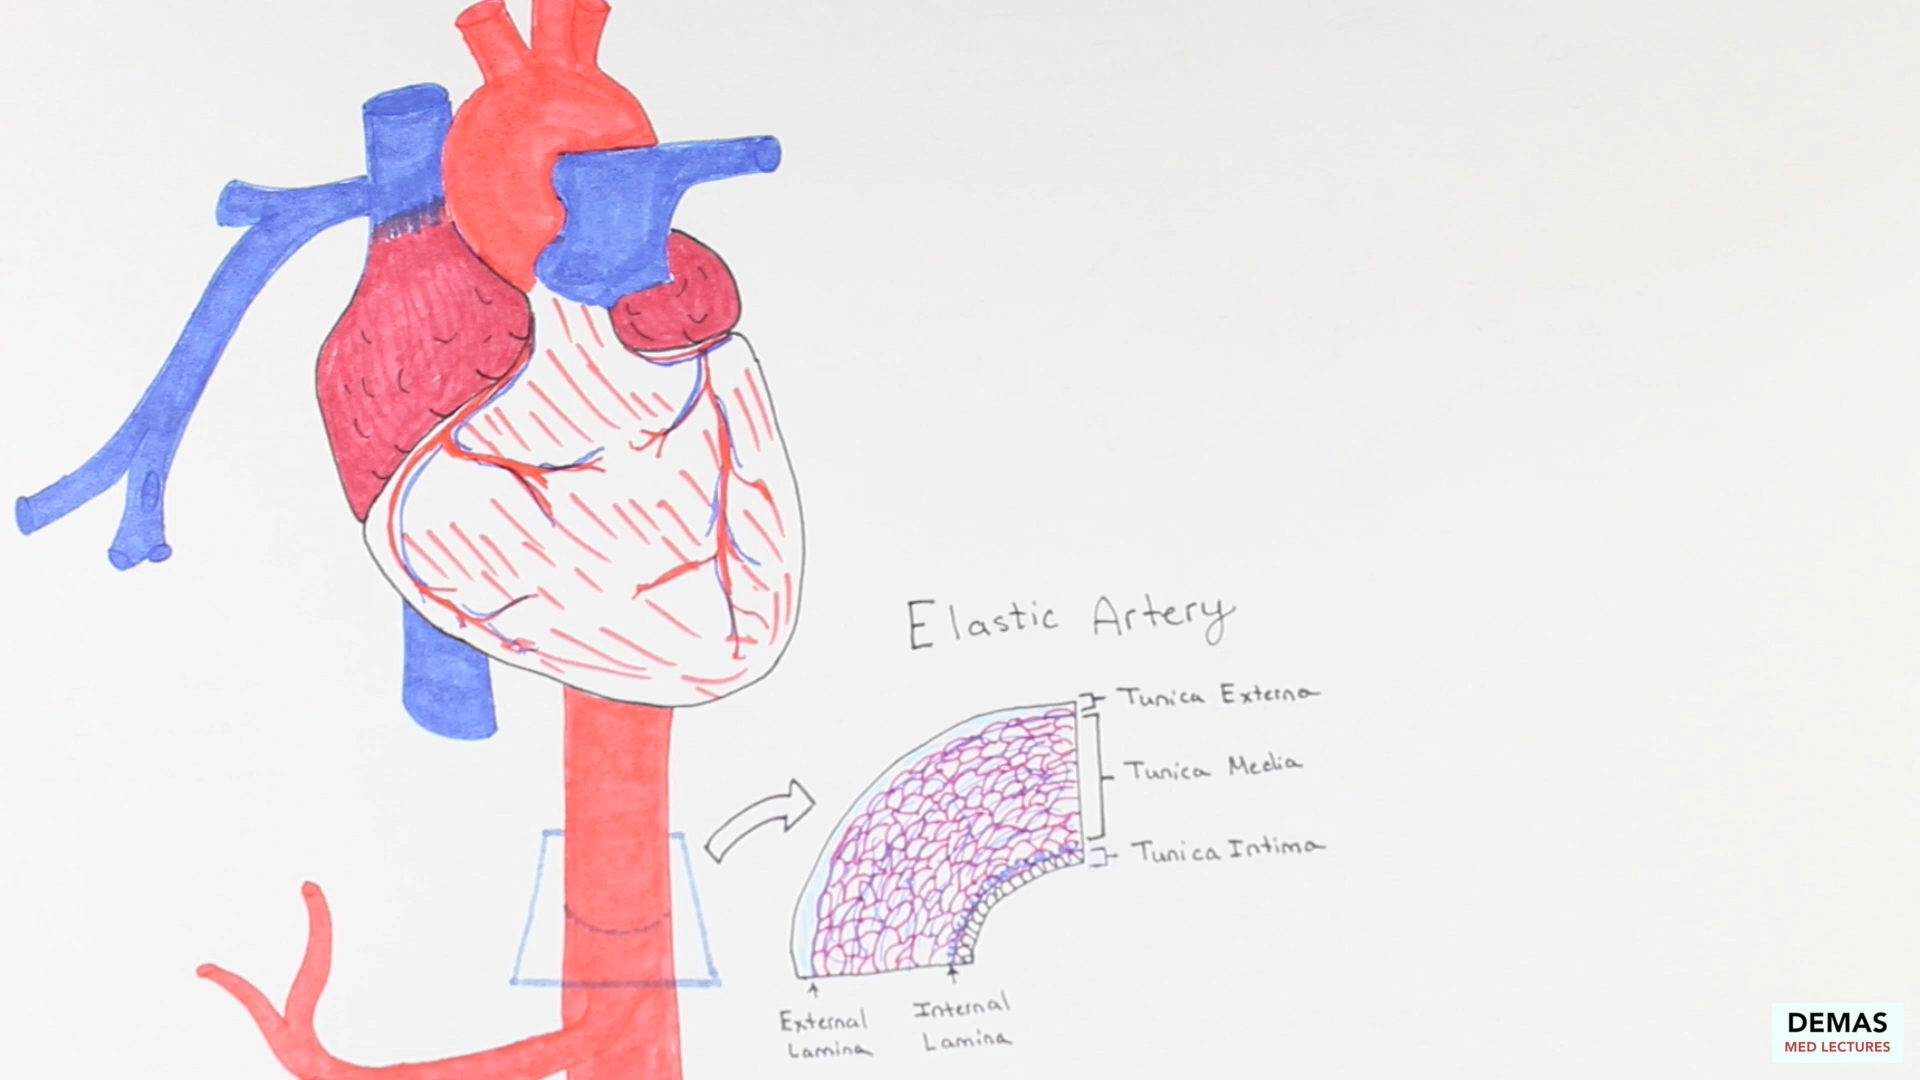 Elastic Artery
Tunica Externa
Tunica Media
Tunica Intima
External
Lamina
Internal
Lamina
DEMAS
MED LECTURES